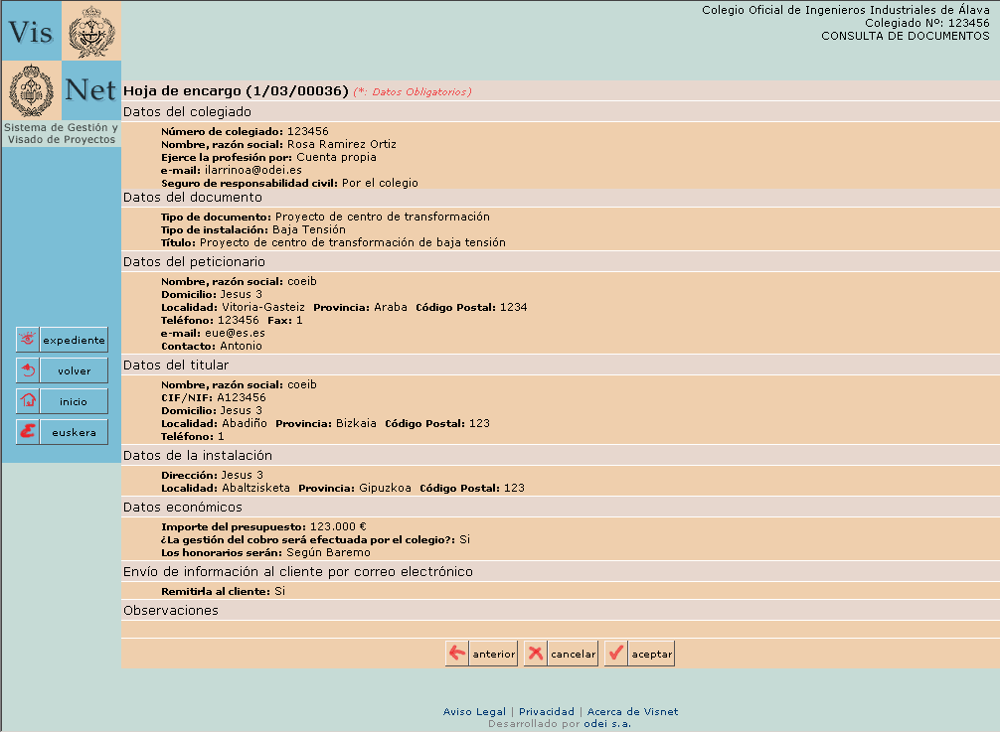 Vis
Net
Sistema de Gestión y
Visado de Proyectos
Colegio Oficial de Ingenieros Industriales de Álava
Colegiado Nº: 123456
CONSULTA DE DOCUMENTOS
Hoja de encargo (1/03/00036) (*: Datos Obligatorios)
Datos del colegiado
Número de colegiado: 123456
Nombre, razón social: Rosa Ramirez Ortiz
Ejerce la profesión por: Cuenta propia
e-mail: ilarrinoa@odei.es
Seguro de responsabilidad civil: Por el colegio
Datos del documento
Tipo de documento: Proyecto de centro de transformación
Tipo de instalación: Baja Tensión
Título: Proyecto de centro de transformación de baja tensión
Datos del peticionario
Nombre, razón social: coeib
Domicilio: Jesus 3
Localidad: Vitoria-Gasteiz Provincia: Araba Código Postal: 1234
Teléfono: 123456 Fax: 1
e-mail: eue@es.es
Contacto: Antonio
Datos del titular
Nombre, razón social: coeib
CIF/NIF: A123456
Domicilio: Jesus 3
Localidad: Abadiño Provincia: Bizkaia Código Postal: 123
Teléfono: 1
Datos de la instalación
Dirección: Jesus 3
Localidad: Abaltzisketa Provincia: Gipuzkoa Código Postal: 123
Datos económicos
Importe del presupuesto: 123.000 €
¿La gestión del cobro será efectuada por el colegio?: Si
Los honorarios serán: Según Baremo
Envío de información al cliente por correo electrónico
Remitirla al cliente: Si
Observaciones
expediente
volver
inicio
euskera
anterior cancelar aceptar
Aviso Legal | Privacidad | Acerca de Visnet
Desarrollado por odei s.a.